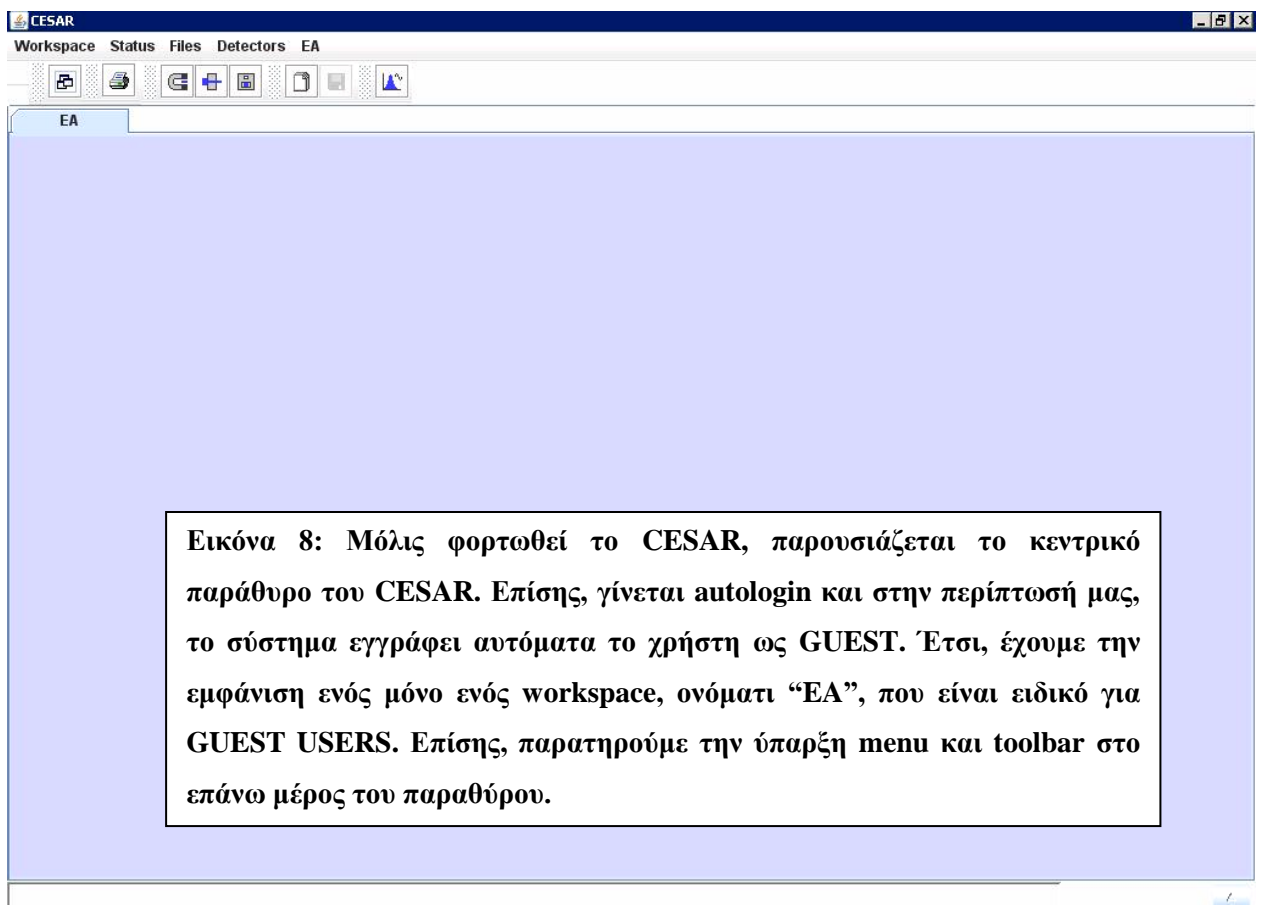 CESAR
Workspace Status Files Detectors EA
EA
Εικόνα 8: Μόλις φορτωθεί το CESAR, παρουσιάζεται το κεντρικό
παράθυρο του CESAR. Επίσης, γίνεται autologin και στην περίπτωσή μας,
το σύστημα εγγράφει αυτόματα το χρήστη ως GUEST. Έτσι, έχουμε την
εμφάνιση ενός μόνο ενός workspace, ονόματι “EA”, που είναι ειδικό για
GUEST USERS. Επίσης, παρατηρούμε την ύπαρξη menu και toolbar στο
επάνω μέρος του παραθύρου.